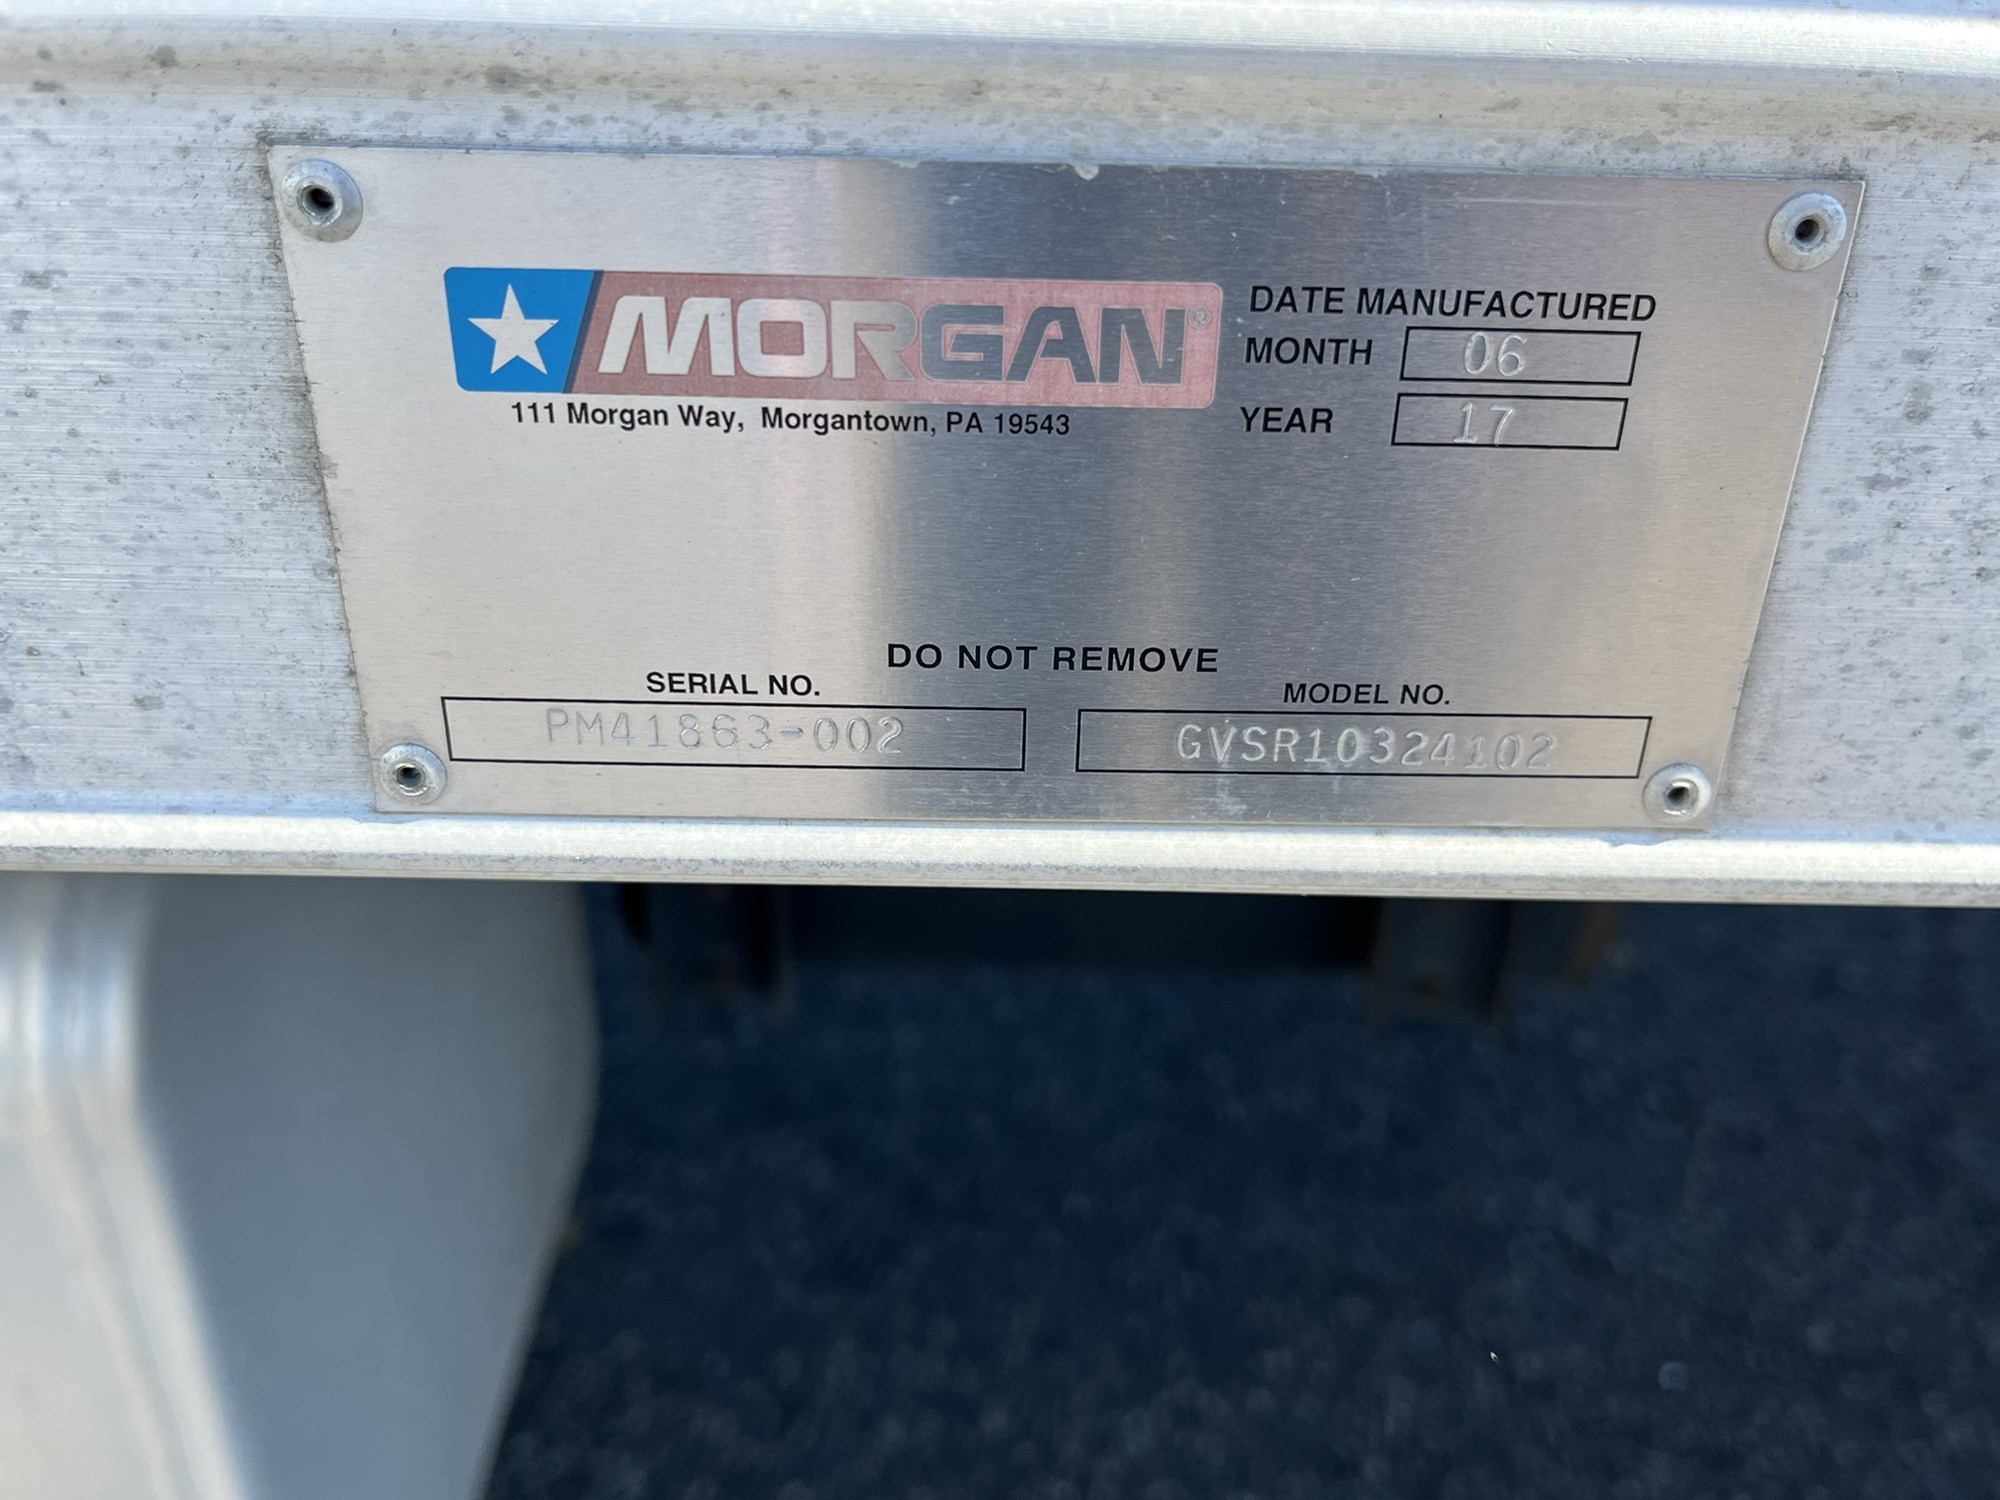 MORGAN®
111 Morgan Way, Morgantown, PA 19543
DATE MANUFACTURED
MONTH 06
YEAR 17
DO NOT REMOVE
SERIAL NO.
PM41863-002
MODEL NO.
GVSR10324102